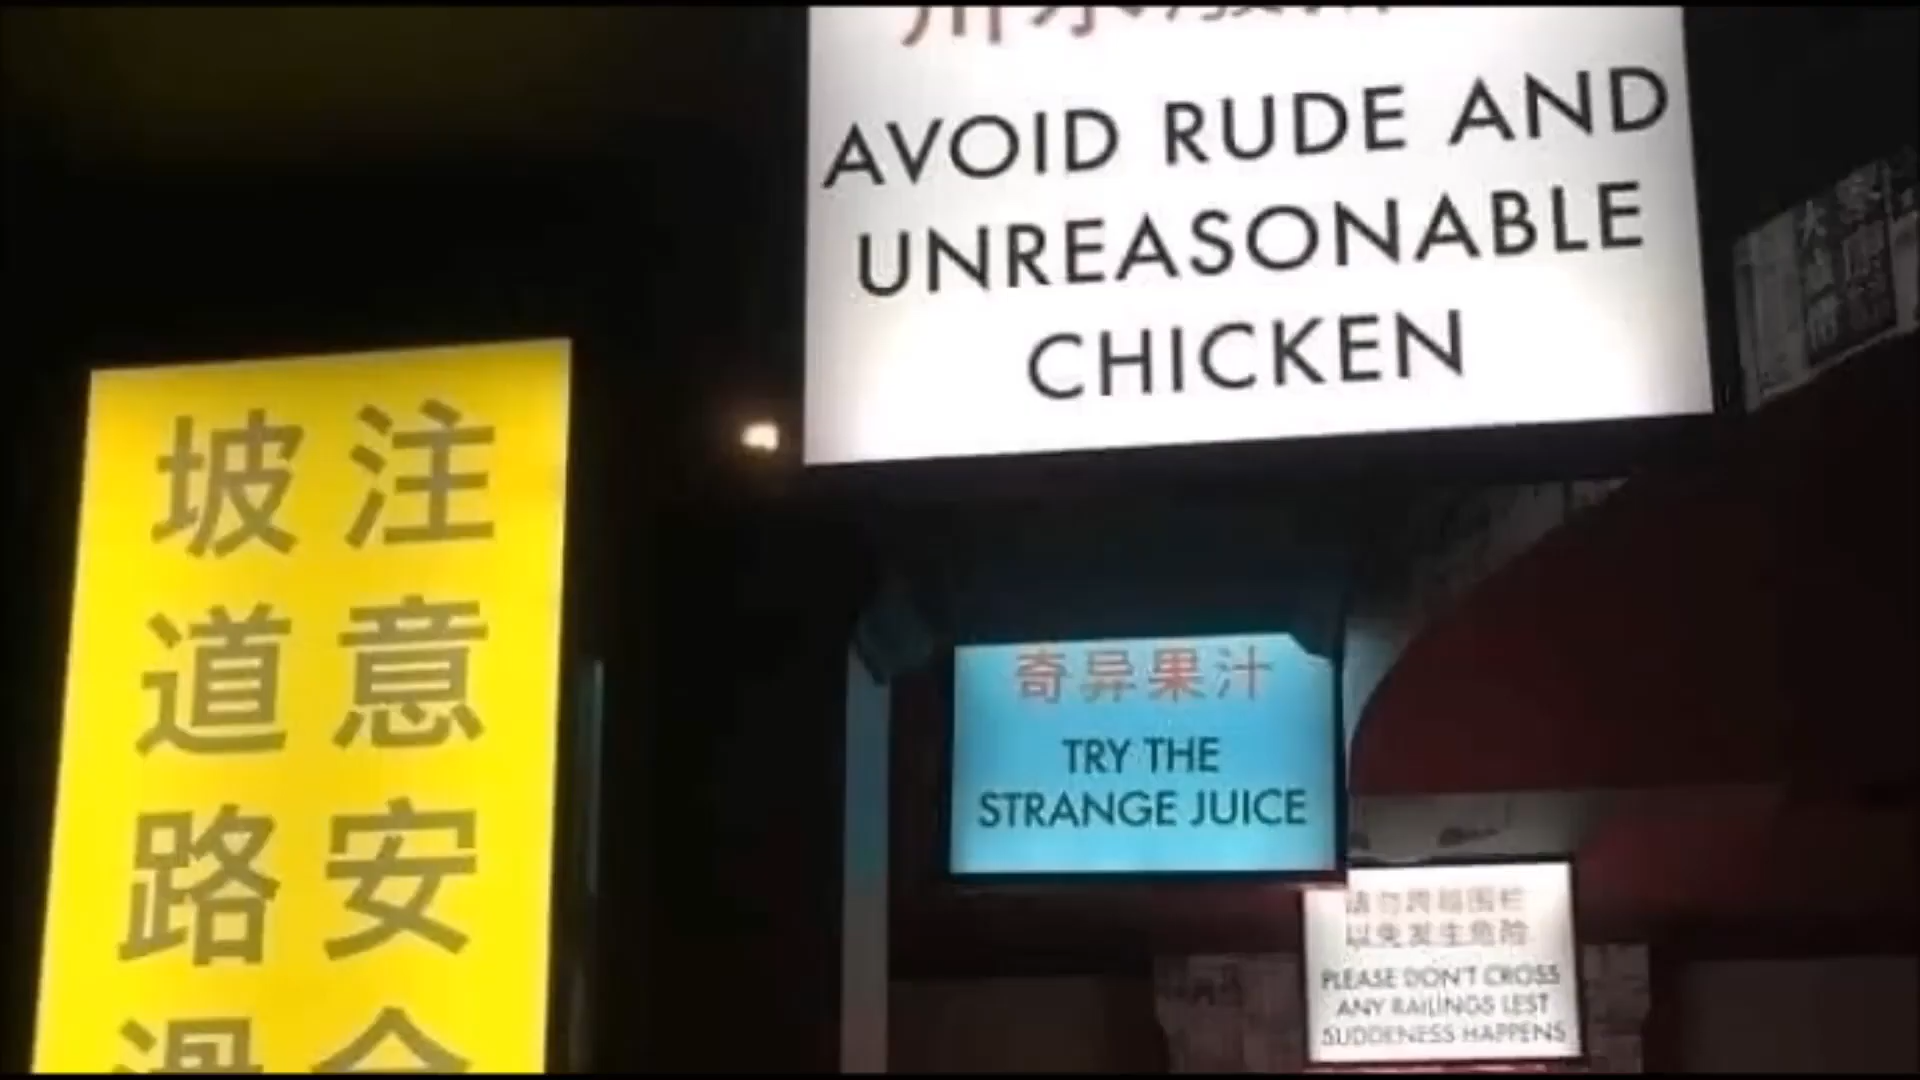 AVOID RUDE AND
UNREASONABLE
CHICKEN
注意安
坡道路
奇异果汁
TRY THE
STRANGE JUICE
请勿跨越围栏
以免发生危险
PLEASE DON'T CROSS
ANY RAILINGS LEST
SUDDENESS HAPPENS